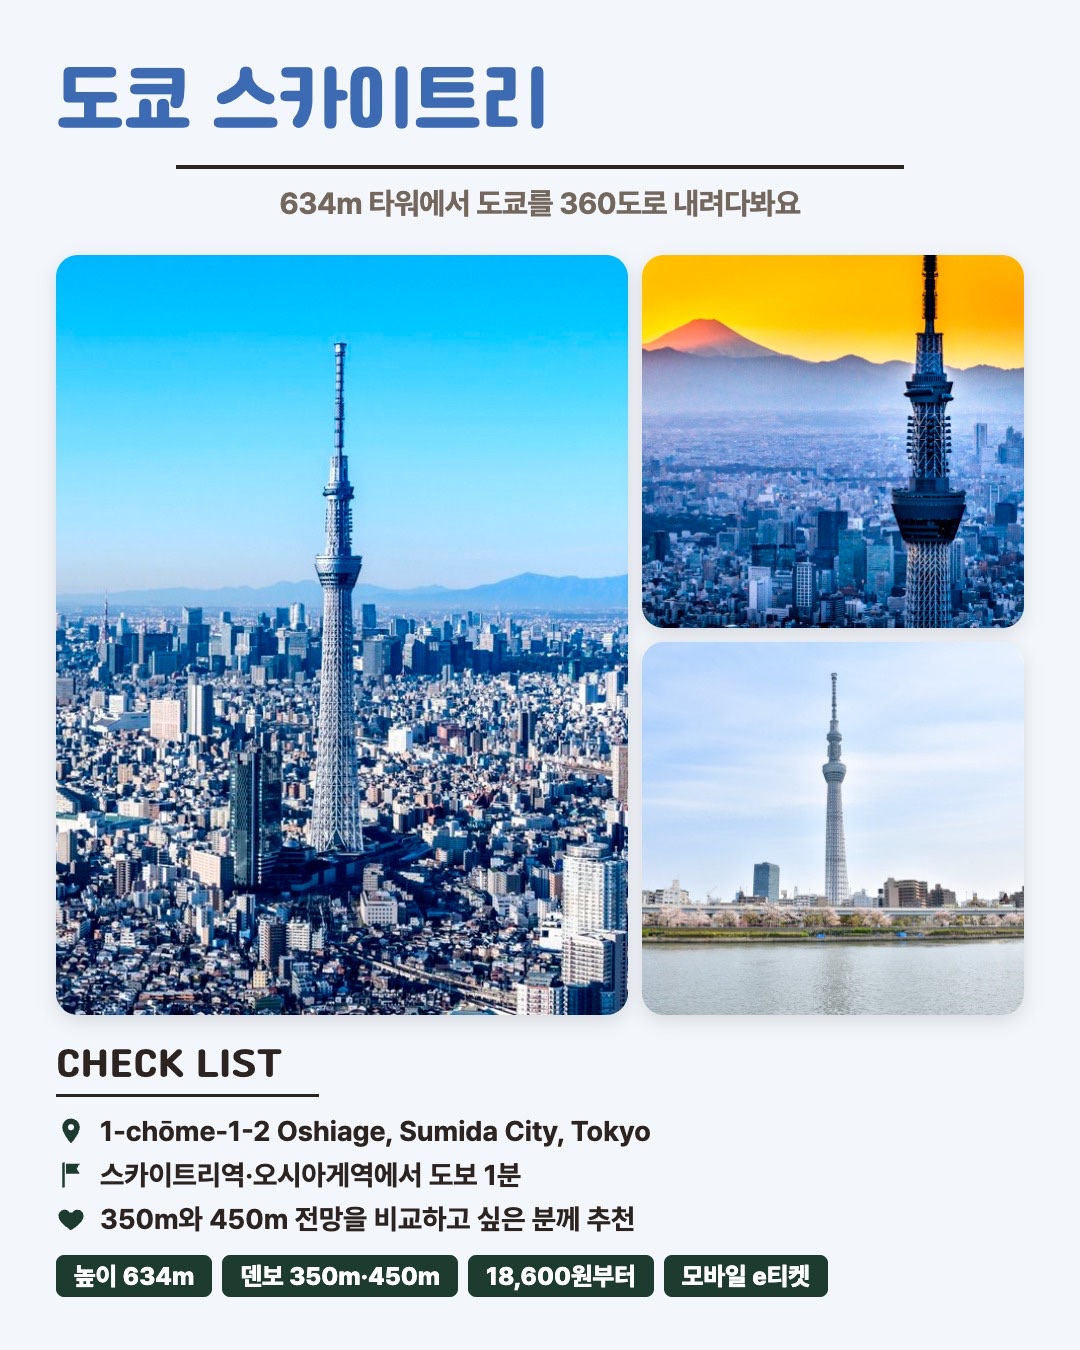 도쿄 스카이트리
634m 타워에서 도쿄를 360도로 내려다봐요
CHECK LIST
1-chōme-1-2 Oshiage, Sumida City, Tokyo
스카이트리역·오시아게역에서 도보 1분
350m와 450m 전망을 비교하고 싶은 분께 추천
높이 634m
덴보 350m·450m
18,600원부터
모바일 e티켓